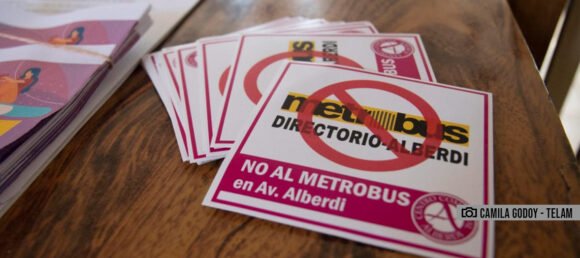 metrobus
DIRECTORIO-ALBERDI
NO AL METROBUS
en Av. Alberdi
CAMILA GODOY - TELAM